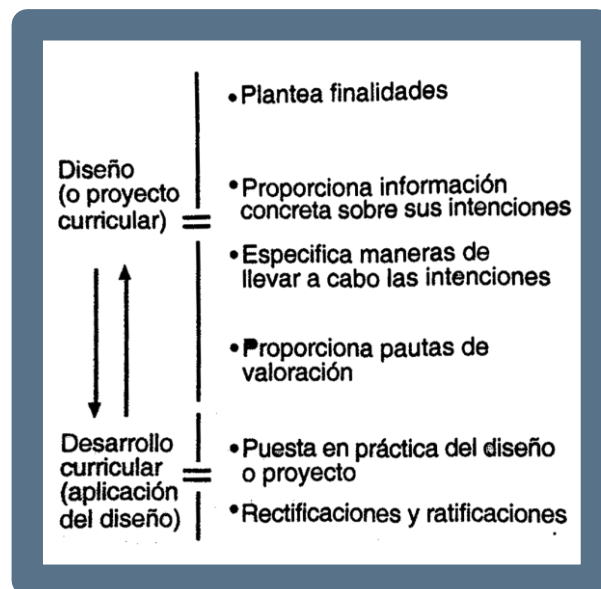 • Plantea finalidades
Diseño
(o proyecto
curricular) =
• Proporciona información
concreta sobre sus intenciones
• Especifica maneras de
llevar a cabo las intenciones
• Proporciona pautas de
valoración
Desarrollo
curricular =
(aplicación
del diseño)
• Puesta en práctica del diseño
o proyecto
• Rectificaciones y ratificaciones